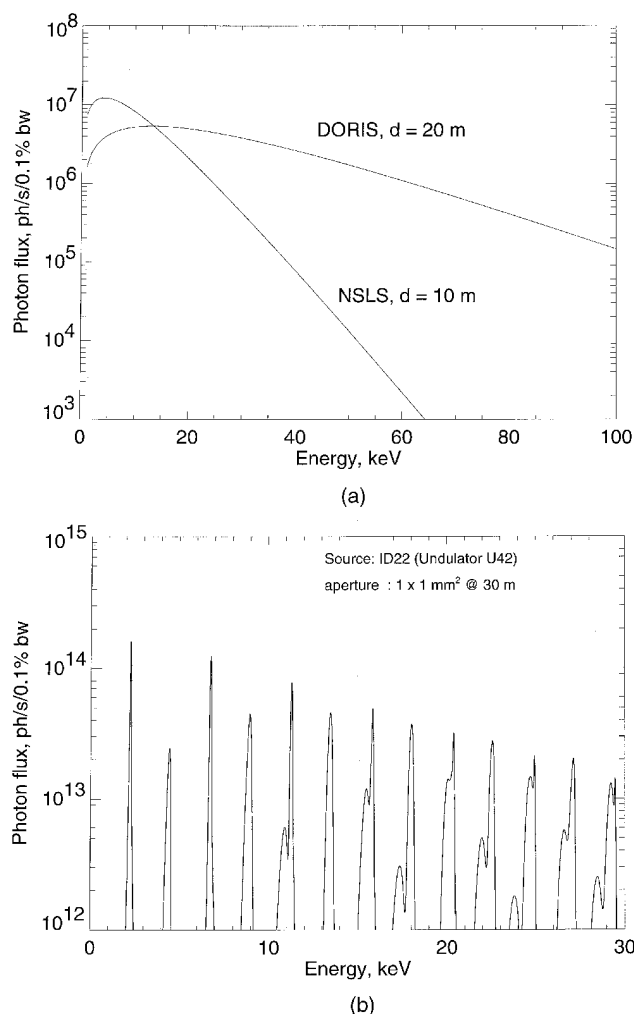 10^8
10^7
10^6
10^5
10^4
10^3
Photon flux, ph/s/0.1% bw
DORIS, d = 20 m
NSLS, d = 10 m
0 20 40 60 80 100
Energy, keV
(a)
10^15
10^14
10^13
10^12
Photon flux, ph/s/0.1% bw
Source: ID22 (Undulator U42)
aperture : 1 x 1 mm² @ 30 m
0 10 20 30
Energy, keV
(b)